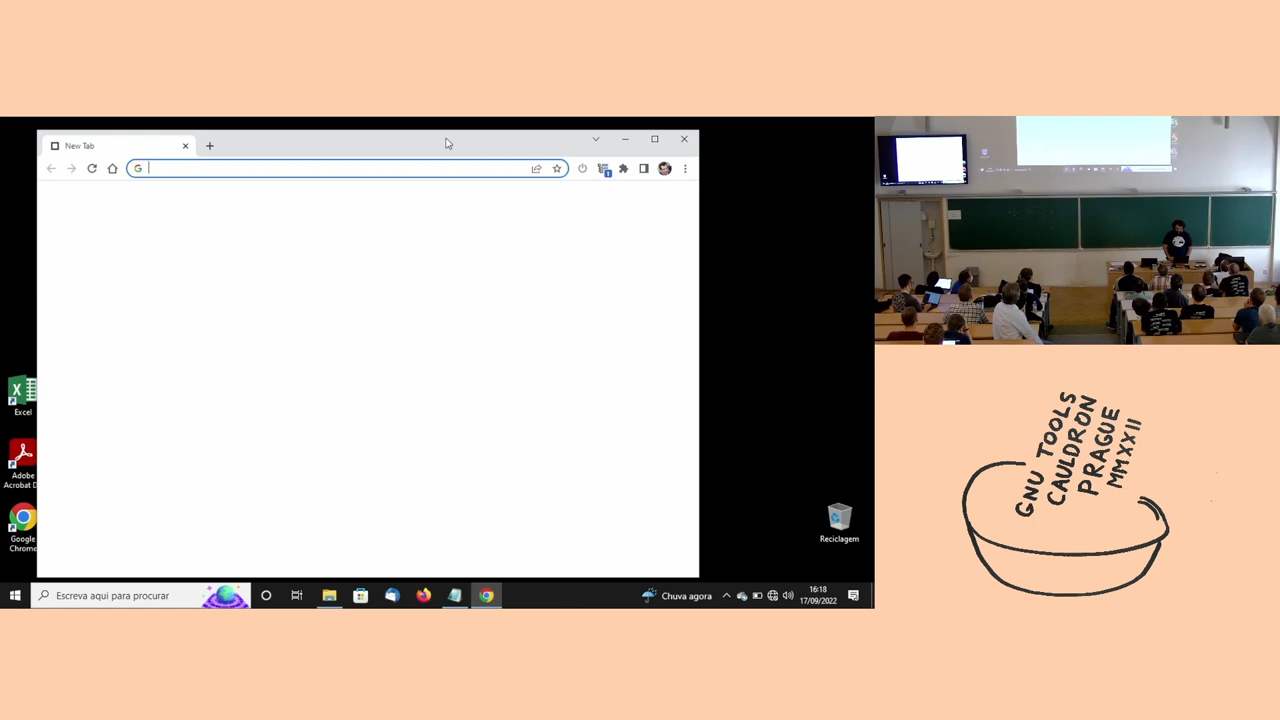 New Tab
Excel
Adobe
Acrobat D
Google
Chrome
Reciclagem
Escreva aqui para procurar
Chuva agora
16:18
17/09/2022
1
GNU TOOLS
CAULDRON
PRAGUE
MMXXII